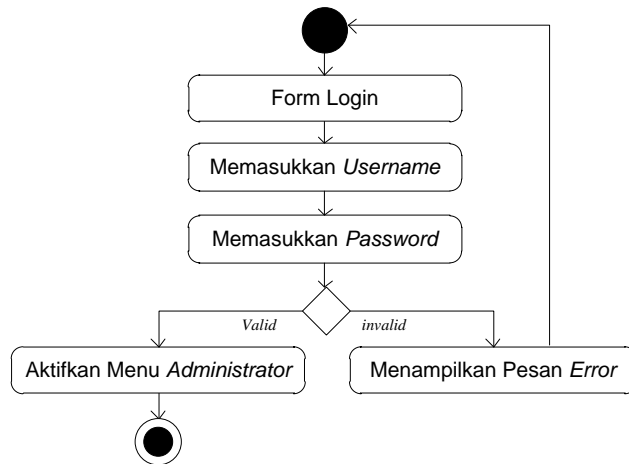 Form Login
Memasukkan Username
Memasukkan Password
Valid
invalid
Aktifkan Menu Administrator
Menampilkan Pesan Error